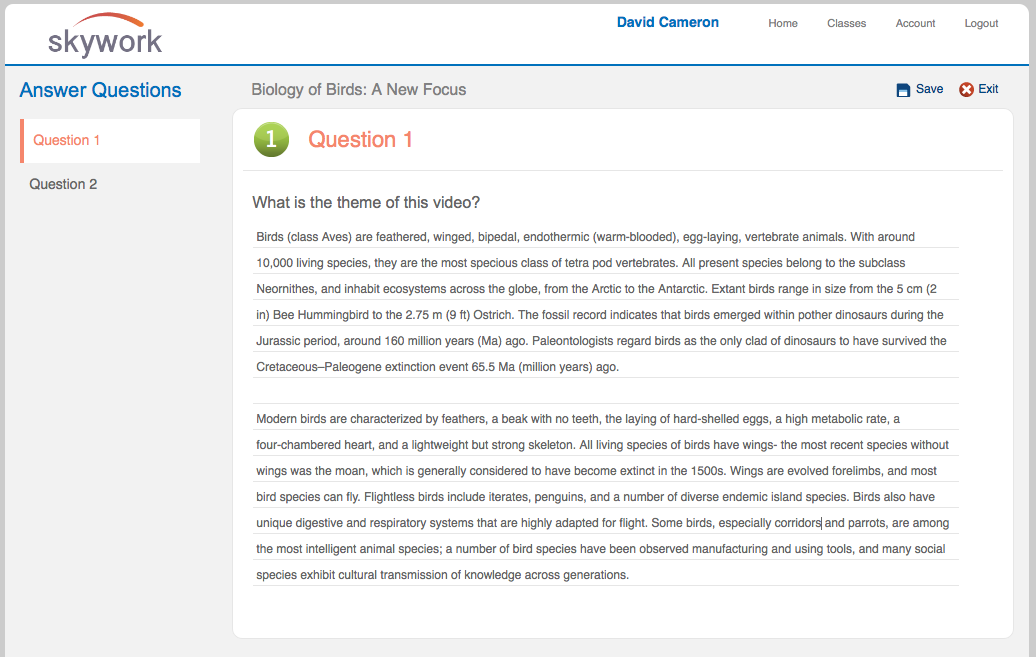 skywork
David Cameron
Home
Classes
Account
Logout
Answer Questions
Biology of Birds: A New Focus
Save
Exit
Question 1
Question 2
1
Question 1
What is the theme of this video?
Birds (class Aves) are feathered, winged, bipedal, endothermic (warm-blooded), egg-laying, vertebrate animals. With around
10,000 living species, they are the most specious class of tetra pod vertebrates. All present species belong to the subclass
Neornithes, and inhabit ecosystems across the globe, from the Arctic to the Antarctic. Extant birds range in size from the 5 cm (2
in) Bee Hummingbird to the 2.75 m (9 ft) Ostrich. The fossil record indicates that birds emerged within pother dinosaurs during the
Jurassic period, around 160 million years (Ma) ago. Paleontologists regard birds as the only clad of dinosaurs to have survived the
Cretaceous–Paleogene extinction event 65.5 Ma (million years) ago.
Modern birds are characterized by feathers, a beak with no teeth, the laying of hard-shelled eggs, a high metabolic rate, a
four-chambered heart, and a lightweight but strong skeleton. All living species of birds have wings- the most recent species without
wings was the moan, which is generally considered to have become extinct in the 1500s. Wings are evolved forelimbs, and most
bird species can fly. Flightless birds include iterates, penguins, and a number of diverse endemic island species. Birds also have
unique digestive and respiratory systems that are highly adapted for flight. Some birds, especially corridors and parrots, are among
the most intelligent animal species; a number of bird species have been observed manufacturing and using tools, and many social
species exhibit cultural transmission of knowledge across generations.